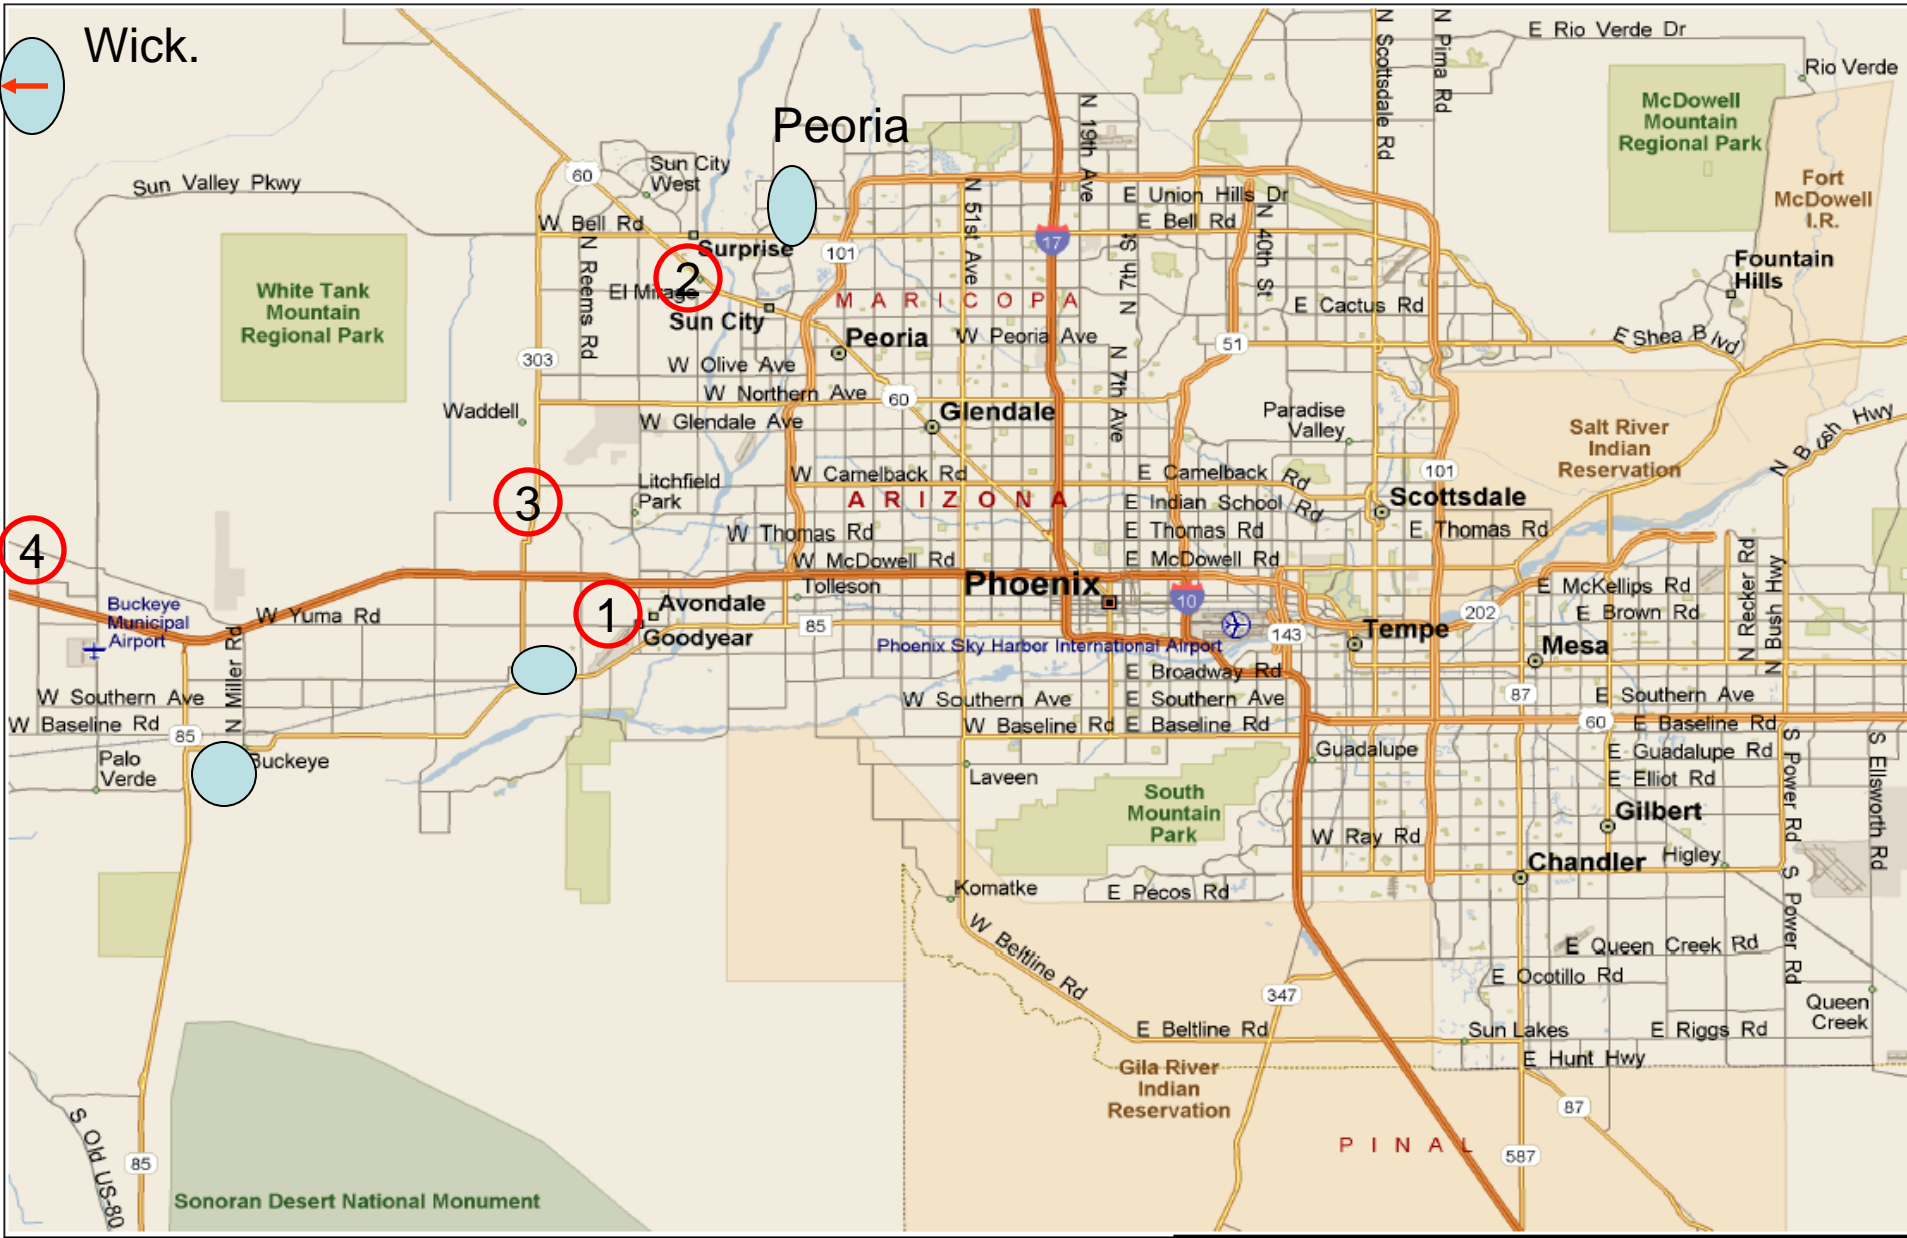 Wick.
Peoria
E Rio Verde Dr
Rio Verde
N Scottsdale Rd
N Pima Rd
McDowell
Mountain
Regional Park
Fort
McDowell
I.R.
N 19th Ave
Sun City
West
60
Sun Valley Pkwy
E Union Hills Dr
E Bell Rd
W Bell Rd
N 51st Ave
17
N 40th St
N 7th St
Surprise
101
Fountain
Hills
N Reems Rd
2
El Mirage
MARICOPA
E Cactus Rd
White Tank
Mountain
Regional Park
Sun City
Peoria
W Peoria Ave
51
E Shea Blvd
303
W Olive Ave
N 7th Ave
W Northern Ave
60
Waddell
W Glendale Ave
Glendale
Paradise
Valley
Salt River
Indian
Reservation
N Bush Hwy
W Camelback Rd
E Camelback Rd
101
Litchfield
Park
3
ARIZONA
E Indian School Rd
Scottsdale
W Thomas Rd
E Thomas Rd
E Thomas Rd
4
W McDowell Rd
E McDowell Rd
N Recker Rd
N Bush Hwy
Tolleson
Phoenix
10
E McKellips Rd
Buckeye
Municipal
Airport
W Yuma Rd
1
Avondale
Goodyear
85
202
E Brown Rd
143
Tempe
Phoenix Sky Harbor International Airport
Mesa
N Miller Rd
E Broadway Rd
W Southern Ave
W Southern Ave
E Southern Ave
87
E Southern Ave
W Baseline Rd
W Baseline Rd
E Baseline Rd
60
E Baseline Rd
85
Palo
Verde
Buckeye
Guadalupe
E Guadalupe Rd
Laveen
E Elliot Rd
S Power Rd
S Ellsworth Rd
South
Mountain
Park
Gilbert
W Ray Rd
Chandler
Higley
Komatke
E Pecos Rd
S Power Rd
W Beltline Rd
E Queen Creek Rd
E Ocotillo Rd
347
Queen
Creek
E Beltline Rd
Sun Lakes
E Riggs Rd
E Hunt Hwy
Gila River
Indian
Reservation
87
S Old US-80
85
PINAL
587
Sonoran Desert National Monument